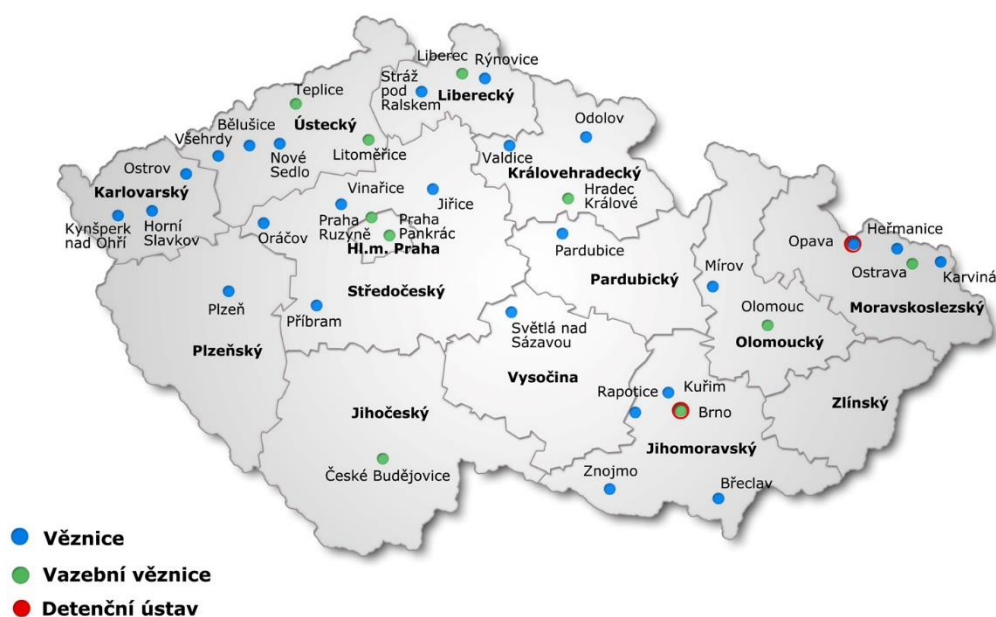 Liberec
Rýnovice
Stráž
pod
Ralskem
Liberecký
Teplice
Ústecký
Bělušice
Všehrdy
Nové
Sedlo
Litoměřice
Odolov
Valdice
Královehradecký
Hradec
Králové
Ostrov
Karlovarský
Kynšperk
nad Ohří
Horní
Slavkov
Vinařice
Jiřice
Oráčov
Praha
Ruzyně
Praha
Pankrác
Hl.m. Praha
Středočeský
Pardubice
Pardubický
Opava
Heřmanice
Ostrava
Karviná
Moravskoslezský
Mírov
Olomouc
Olomoucký
Plzeň
Příbram
Plzeňský
Světlá nad
Sázavou
Vysočina
Zlínský
Jihočeský
České Budějovice
Rapotice
Kuřim
Brno
Jihomoravský
Znojmo
Břeclav
Věznice
Vazební věznice
Detenční ústav